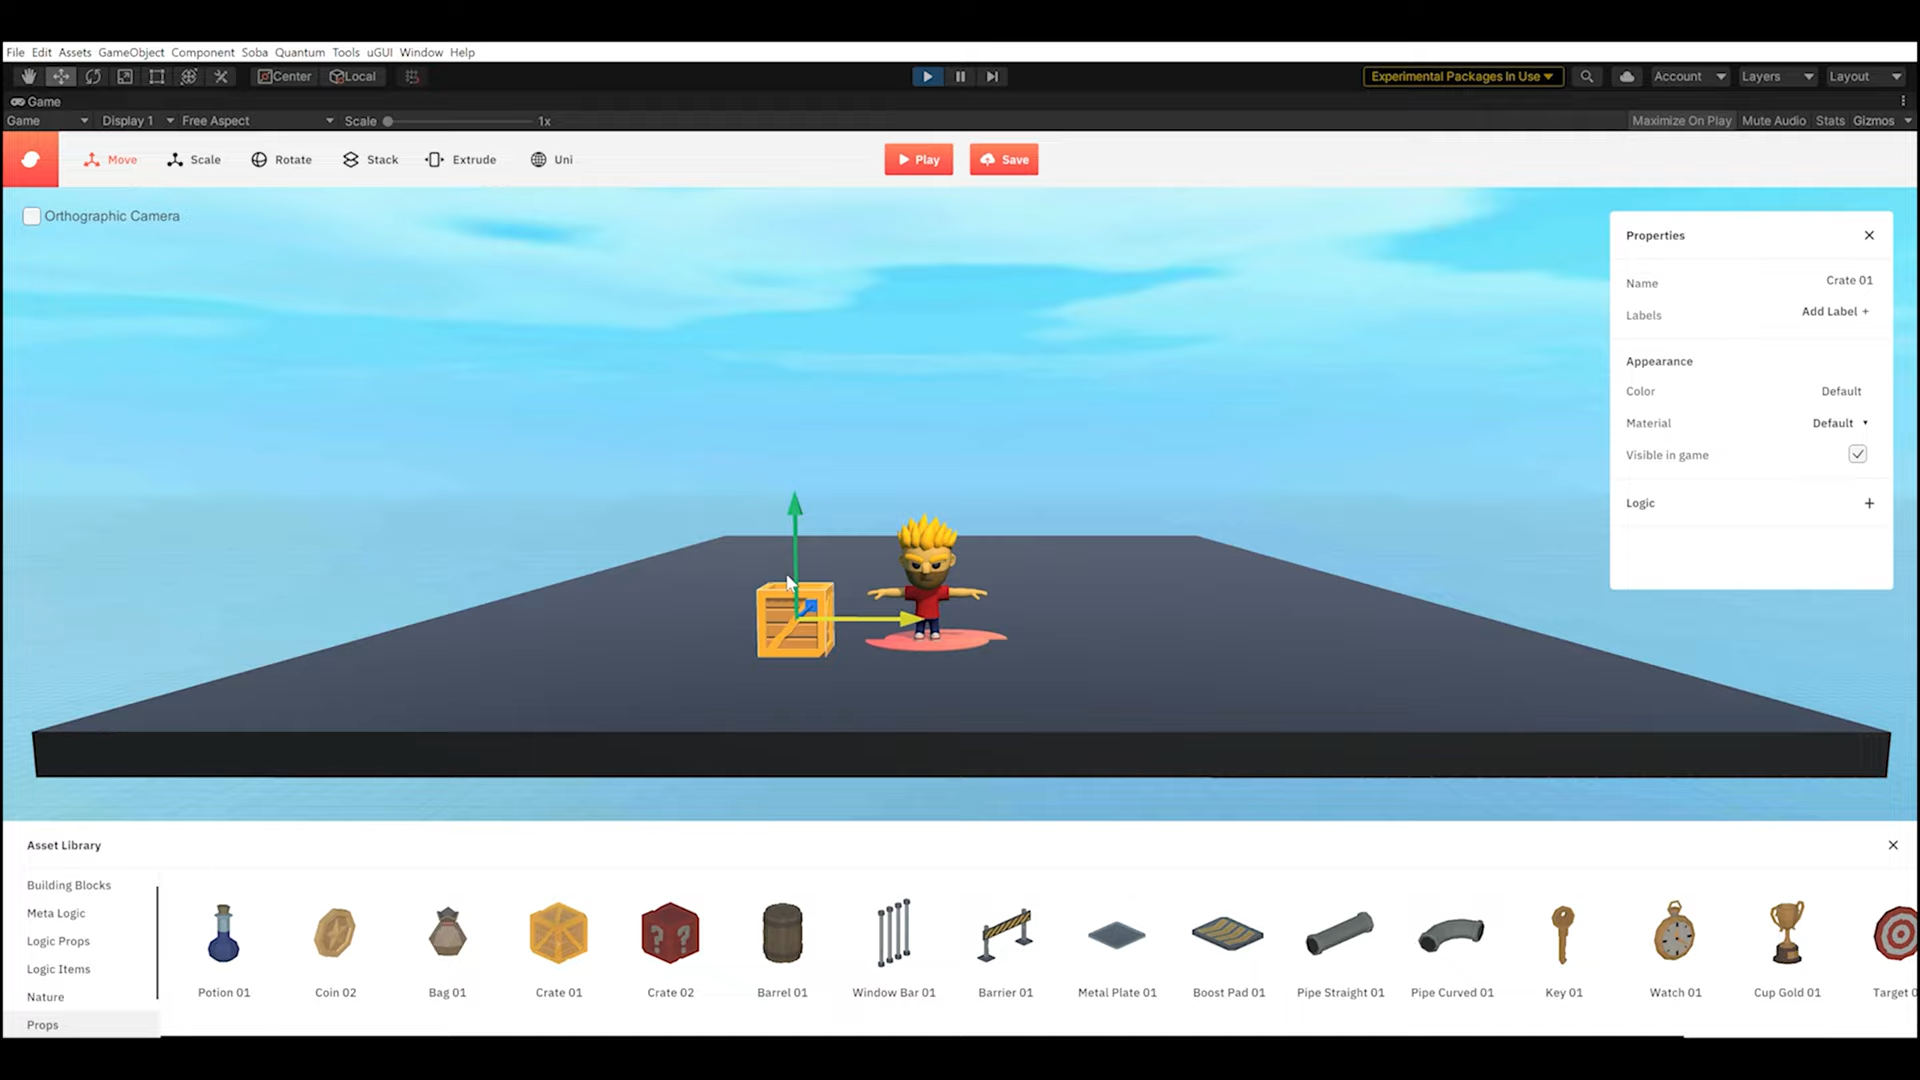 File Edit Assets GameObject Component Soba Quantum Tools uGUI Window Help
Center Local Experimental Packages In Use Account Layers Layout
Game
Game Display 1 Free Aspect Scale 1x Maximize On Play Mute Audio Stats Gizmos
Move Scale Rotate Stack Extrude Uni Play Save
Orthographic Camera
Properties
Name Crate 01
Labels Add Label +
Appearance
Color Default
Material Default
Visible in game
Logic +
Asset Library
Building Blocks
Meta Logic
Logic Props
Logic Items
Nature
Props
? ?
Potion 01 Coin 02 Bag 01 Crate 01 Crate 02 Barrel 01 Window Bar 01 Barrier 01 Metal Plate 01 Boost Pad 01 Pipe Straight 01 Pipe Curved 01 Key 01 Watch 01 Cup Gold 01 Target 0